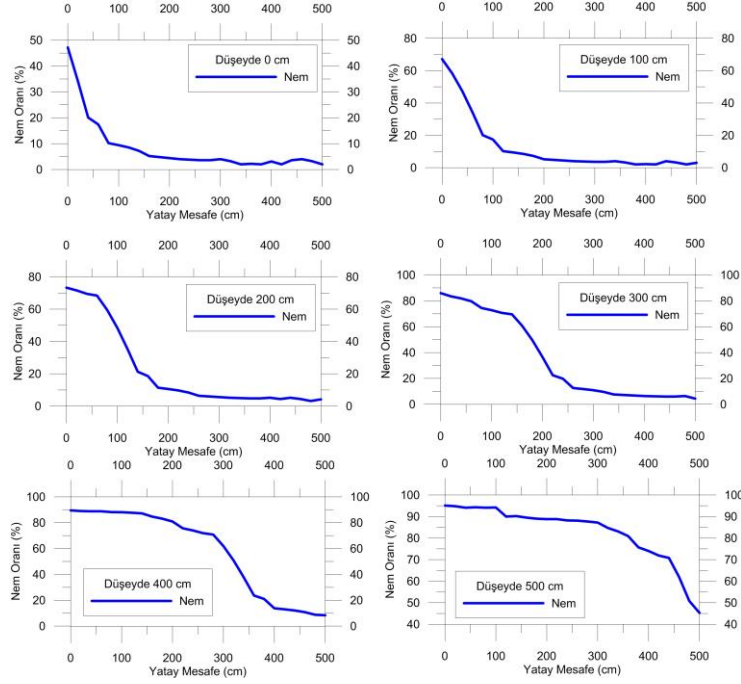 0 100 200 300 400 500
50 50
40 40
30 30
20 20
10 10
0 0
Nem Oranı (%)
Düşeyde 0 cm
Nem
0 100 200 300 400 500
Yatay Mesafe (cm)
0 100 200 300 400 500
80 80
60 60
40 40
20 20
0 0
Nem Oranı (%)
Düşeyde 100 cm
Nem
0 100 200 300 400 500
Yatay Mesafe (cm)
0 100 200 300 400 500
80 80
60 60
40 40
20 20
0 0
Nem Oranı (%)
Düşeyde 200 cm
Nem
0 100 200 300 400 500
Yatay Mesafe (cm)
0 100 200 300 400 500
100 100
80 80
60 60
40 40
20 20
0 0
Nem Oranı (%)
Düşeyde 300 cm
Nem
0 100 200 300 400 500
Yatay Mesafe (cm)
0 100 200 300 400 500
100 100
80 80
60 60
40 40
20 20
0 0
Nem Oranı (%)
Düşeyde 400 cm
Nem
0 100 200 300 400 500
Yatay Mesafe (cm)
0 100 200 300 400 500
100 100
90 90
80 80
70 70
60 60
50 50
40 40
Nem Oranı (%)
Düşeyde 500 cm
Nem
0 100 200 300 400 500
Yatay Mesafe (cm)